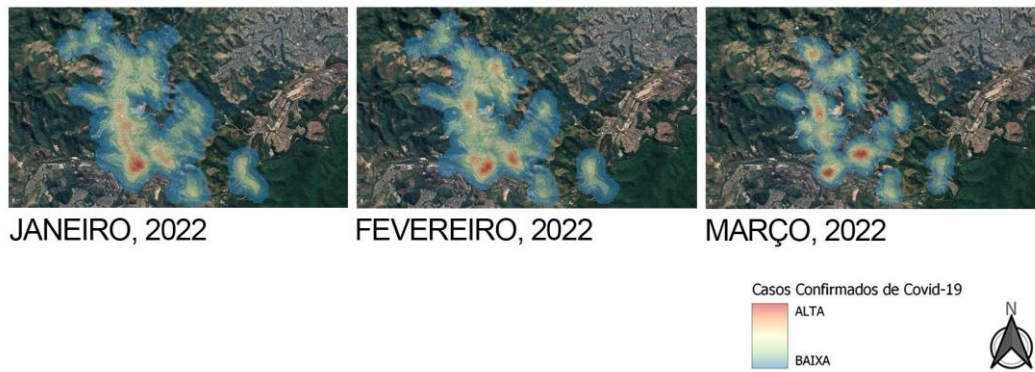 JANEIRO, 2022
FEVEREIRO, 2022
MARÇO, 2022
Casos Confirmados de Covid-19
ALTA
BAIXA
N